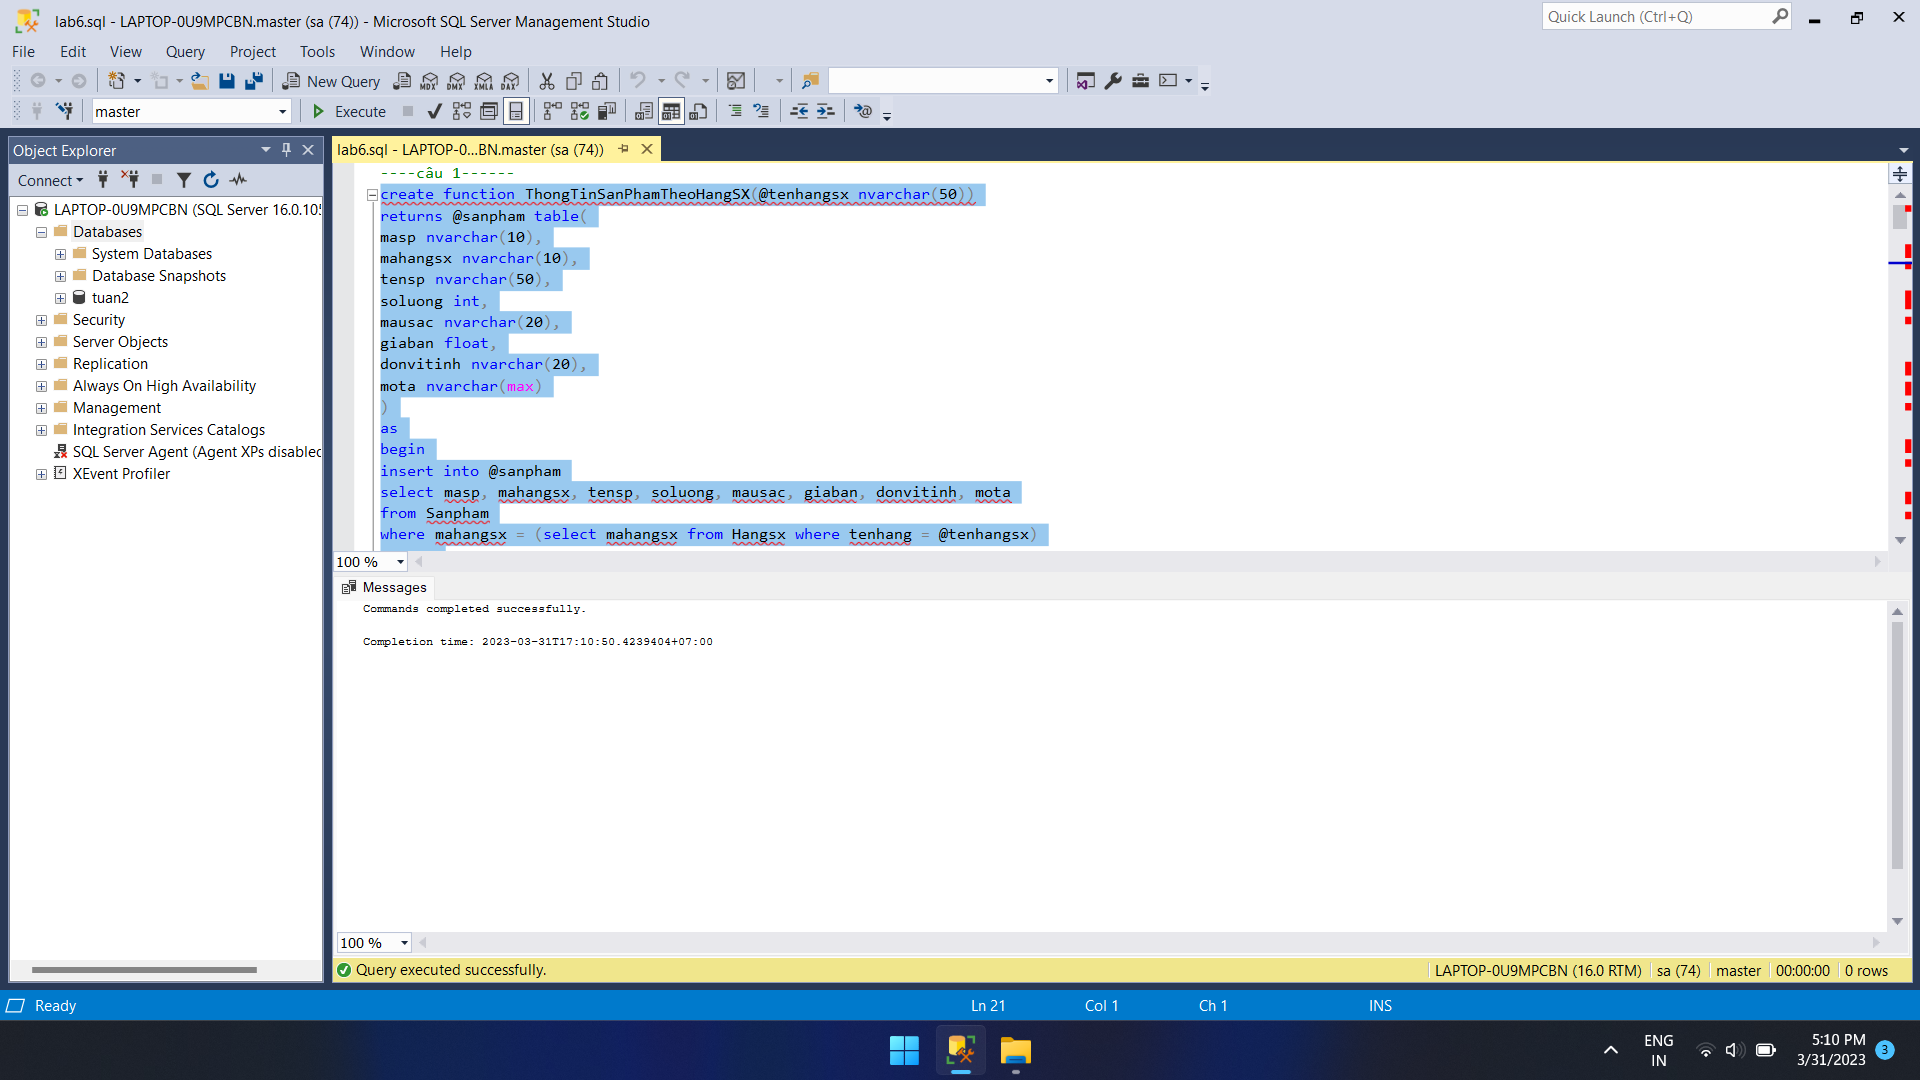 lab6.sql - LAPTOP-0U9MPCBN.master (sa (74)) - Microsoft SQL Server Management Studio
Quick Launch (Ctrl+Q)
File Edit View Query Project Tools Window Help
New Query MDX DMX XMLA DAX
master Execute
Object Explorer
Connect
LAPTOP-0U9MPCBN (SQL Server 16.0.105
Databases
System Databases
Database Snapshots
tuan2
Security
Server Objects
Replication
Always On High Availability
Management
Integration Services Catalogs
SQL Server Agent (Agent XPs disabled
XEvent Profiler
lab6.sql - LAPTOP-0...BN.master (sa (74))
----câu 1------
create function ThongTinSanPhamTheoHangSX(@tenhangsx nvarchar(50))
returns @sanpham table(
masp nvarchar(10),
mahangsx nvarchar(10),
tensp nvarchar(50),
soluong int,
mausac nvarchar(20),
giaban float,
donvitinh nvarchar(20),
mota nvarchar(max)
)
as
begin
insert into @sanpham
select masp, mahangsx, tensp, soluong, mausac, giaban, donvitinh, mota
from Sanpham
where mahangsx = (select mahangsx from Hangsx where tenhang = @tenhangsx)
100 %
Messages
Commands completed successfully.
Completion time: 2023-03-31T17:10:50.4239404+07:00
100 %
Query executed successfully. LAPTOP-0U9MPCBN (16.0 RTM) sa (74) master 00:00:00 0 rows
Ready Ln 21 Col 1 Ch 1 INS
ENG
IN
5:10 PM
3/31/2023
3